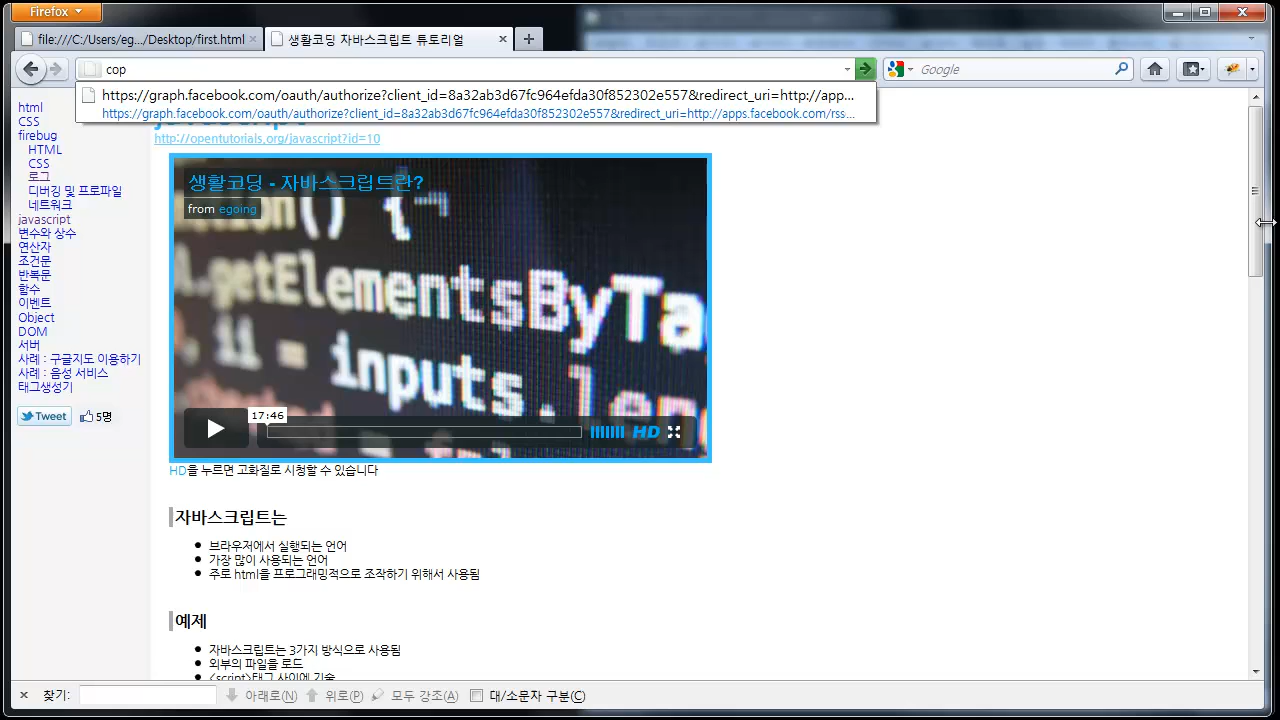 Firefox
file:///C:/Users/eg.../Desktop/first.html
생활코딩 자바스크립트 튜토리얼
cop
Google
https://graph.facebook.com/oauth/authorize?client_id=8a32ab3d67fc964efda30f852302e557&redirect_uri=http://app...
https://graph.facebook.com/oauth/authorize?client_id=8a32ab3d67fc964efda30f852302e557&redirect_uri=http://apps.facebook.com/rss...
html
CSS
firebug
HTML
CSS
로그
디버깅 및 프로파일
네트워크
javascript
변수와 상수
연산자
조건문
반복문
함수
이벤트
Object
DOM
서버
사례 : 구글지도 이용하기
사례 : 음성 서비스
태그생성기
Tweet
5명
http://opentutorials.org/javascript?id=10
생활코딩 - 자바스크립트란?
from egoing
() {
.getElementsByTa
= inputs.len
17:46
HD
HD을 누르면 고화질로 시청할 수 있습니다
자바스크립트는
브라우저에서 실행되는 언어
가장 많이 사용되는 언어
주로 html을 프로그래밍적으로 조작하기 위해서 사용됨
예제
자바스크립트는 3가지 방식으로 사용됨
외부의 파일을 로드
<script>태그 사이에 기술
찾기:
아래로(N)
위로(P)
모두 강조(A)
대/소문자 구분(C)